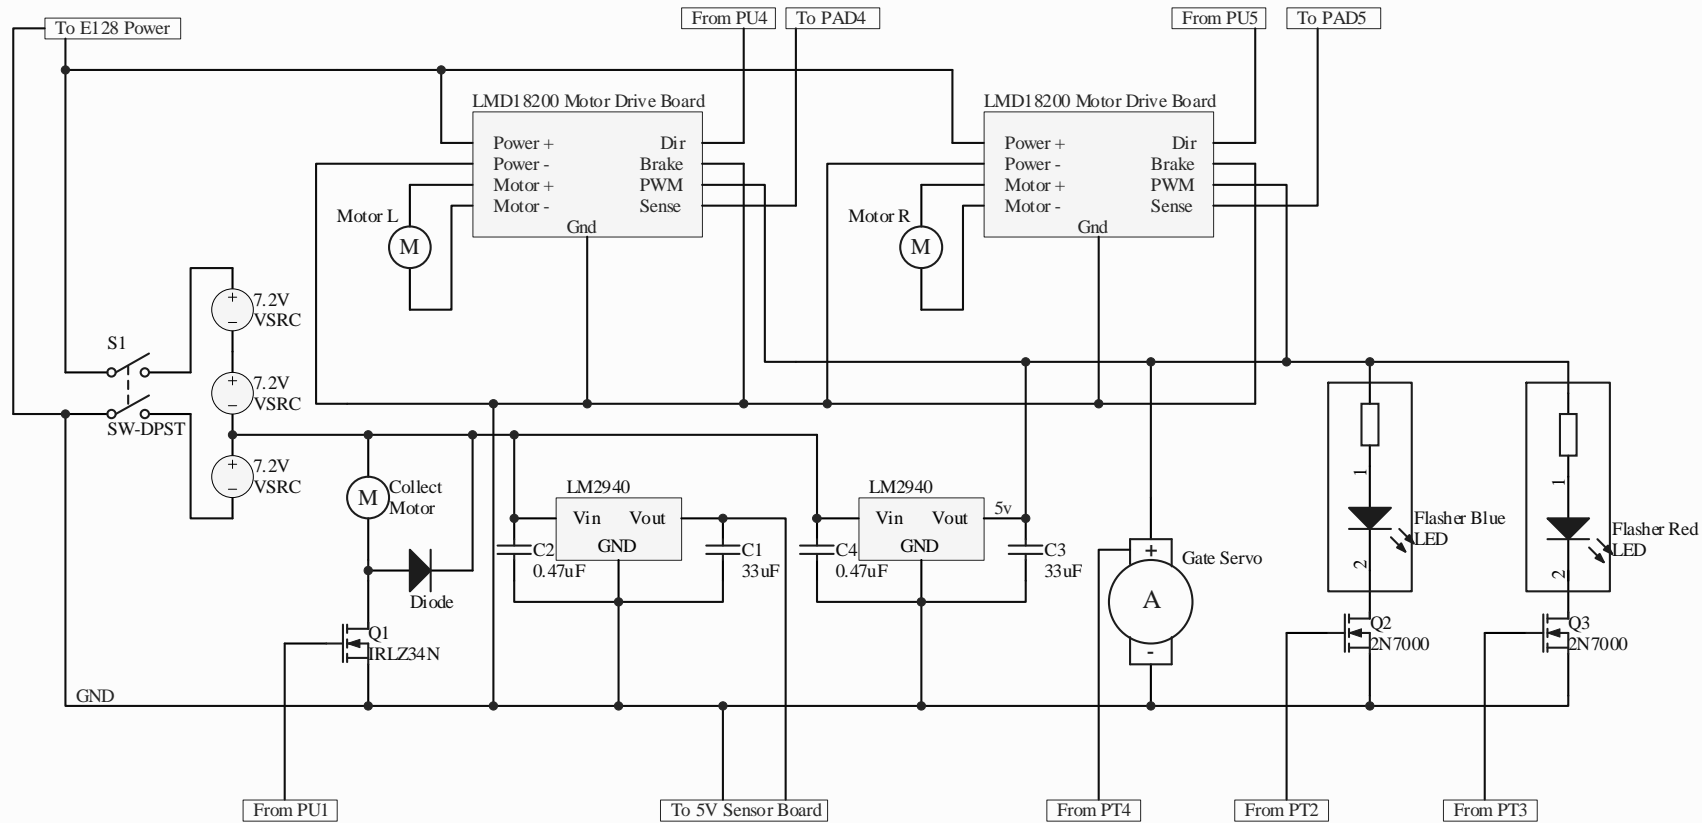 To E128 Power
From PU4
To PAD4
From PU5
To PAD5
LMD18200 Motor Drive Board
Power +
Power -
Motor +
Motor -
Dir
Brake
PWM
Sense
Gnd
LMD18200 Motor Drive Board
Power +
Power -
Motor +
Motor -
Dir
Brake
PWM
Sense
Gnd
Motor L
M
Motor R
M
S1
SW-DPST
+
-
7.2V
VSRC
+
-
7.2V
VSRC
+
-
7.2V
VSRC
M
Collect
Motor
Diode
Q1
IRLZ34N
LM2940
Vin
Vout
GND
C2
0.47uF
C1
33uF
LM2940
Vin
Vout
GND
5v
C4
0.47uF
C3
33uF
+
A
-
Gate Servo
1
2
Flasher Blue
LED
Q2
2N7000
1
2
Flasher Red
LED
Q3
2N7000
GND
From PU1
To 5V Sensor Board
From PT4
From PT2
From PT3